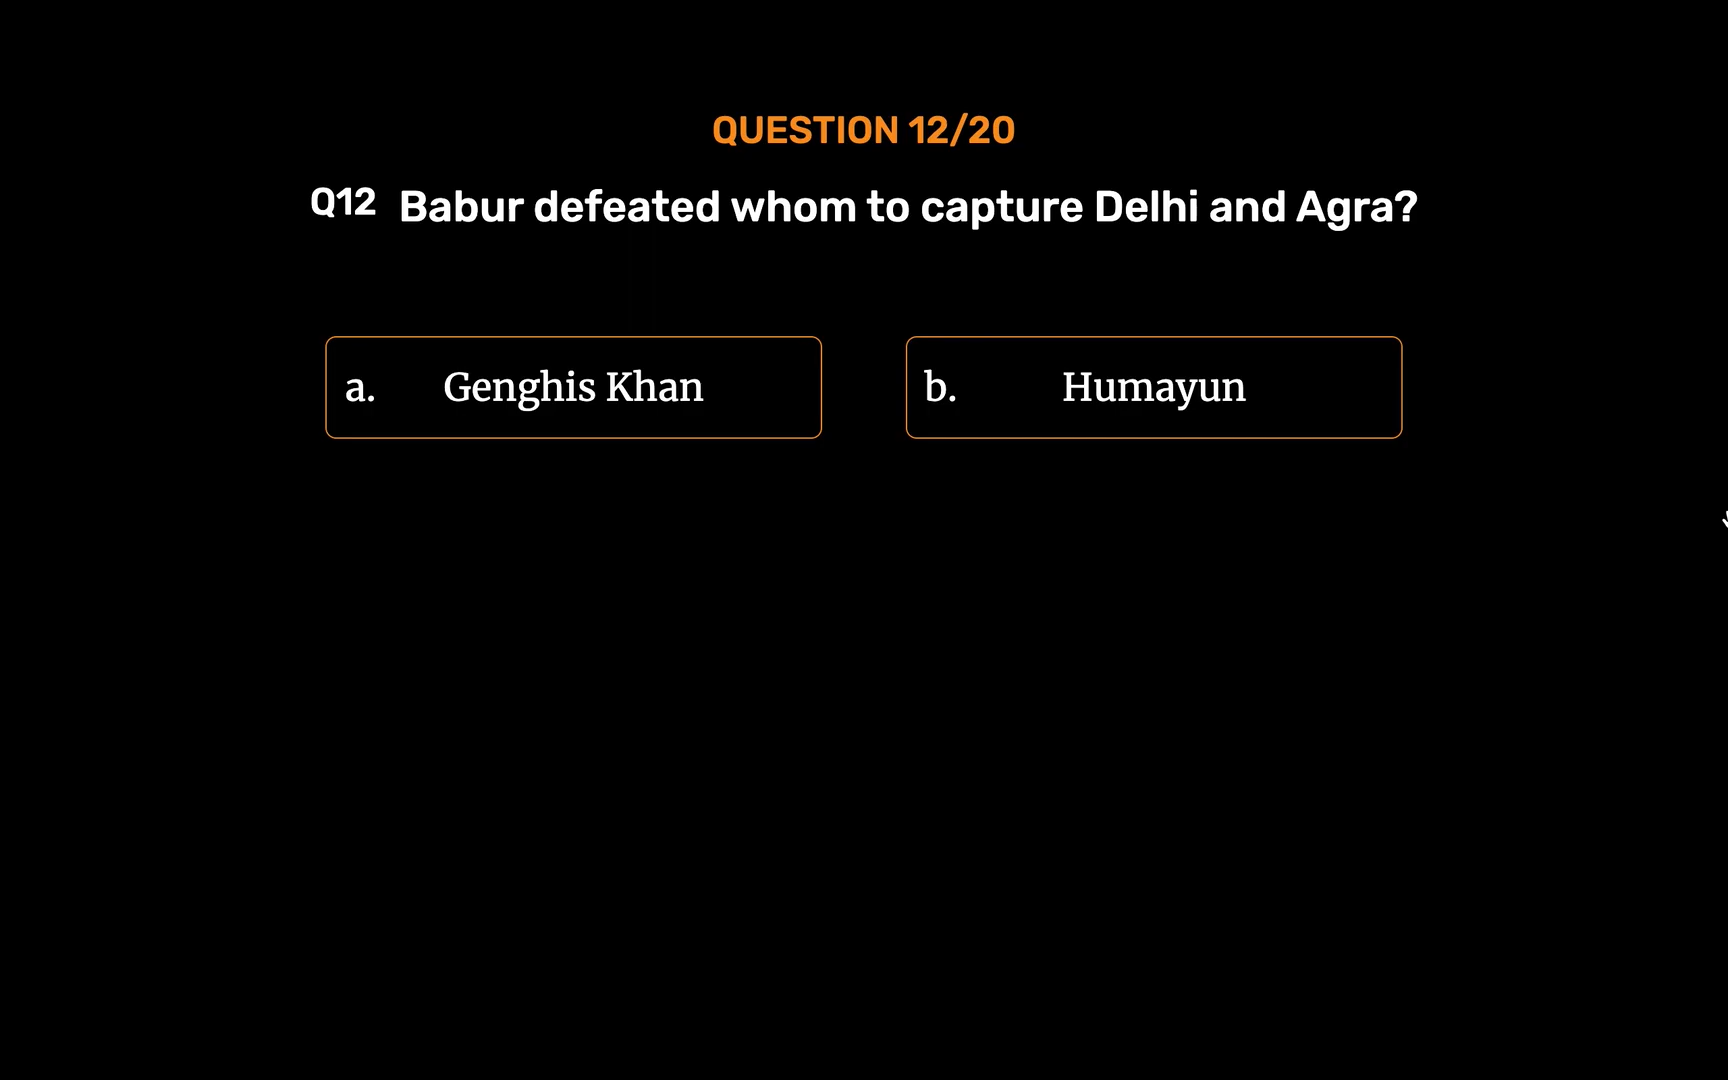 QUESTION 12/20
Q12 Babur defeated whom to capture Delhi and Agra?
a. Genghis Khan
b. Humayun